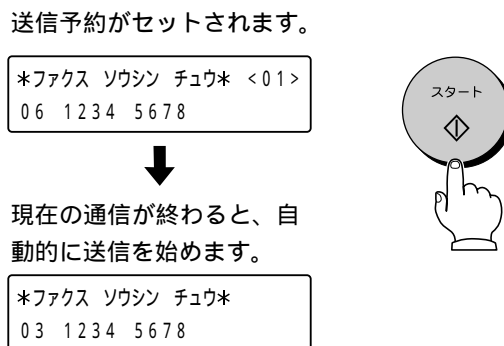 送信予約がセットされます。
*ファクス ソウシン チュウ* <01>
06 1234 5678
スタート
現在の通信が終わると、自
動的に送信を始めます。
*ファクス ソウシン チュウ*
03 1234 5678